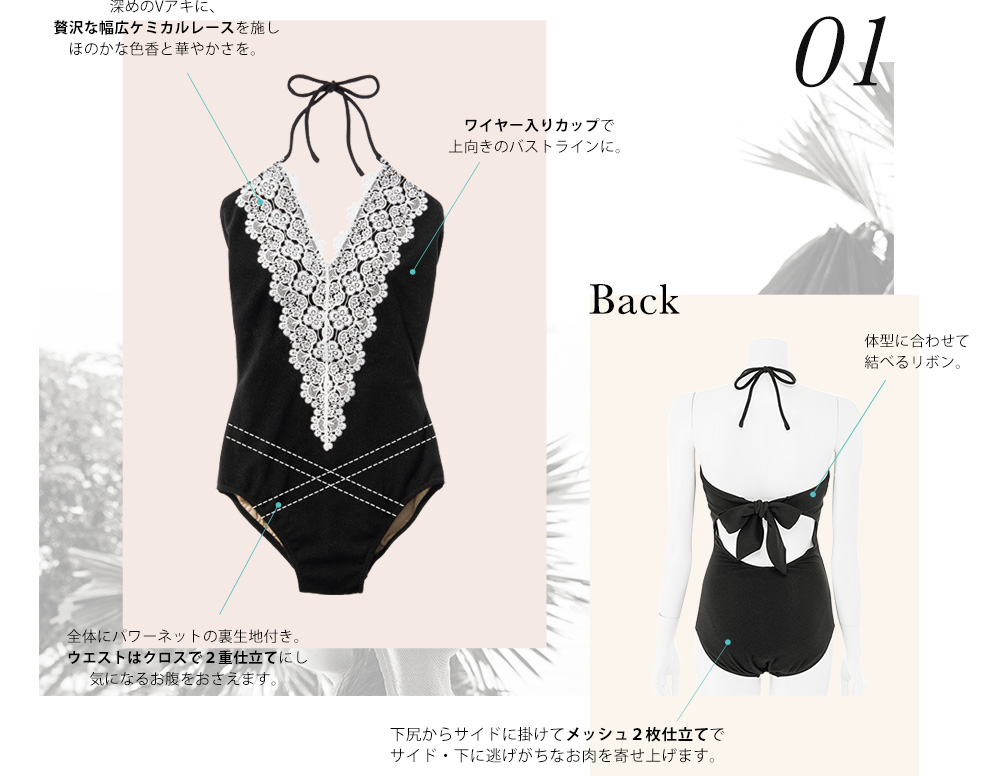 深めのVアキに、
贅沢な幅広ケミカルレースを施し
ほのかな色香と華やかさを。
01
ワイヤー入りカップで
上向きのバストラインに。
Back
体型に合わせて
結べるリボン。
全体にパワーネットの裏生地付き。
ウエストはクロスで２重仕立てにし
気になるお腹をおさえます。
下尻からサイドに掛けてメッシュ２枚仕立てで
サイド・下に逃げがちなお肉を寄せ上げます。